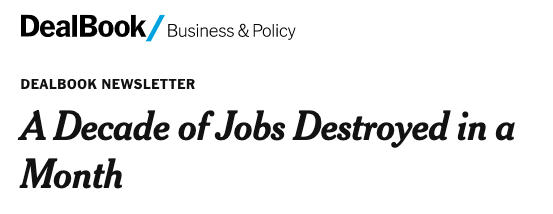 DealBook/ Business & Policy
DEALBOOK NEWSLETTER
A Decade of Jobs Destroyed in a
Month